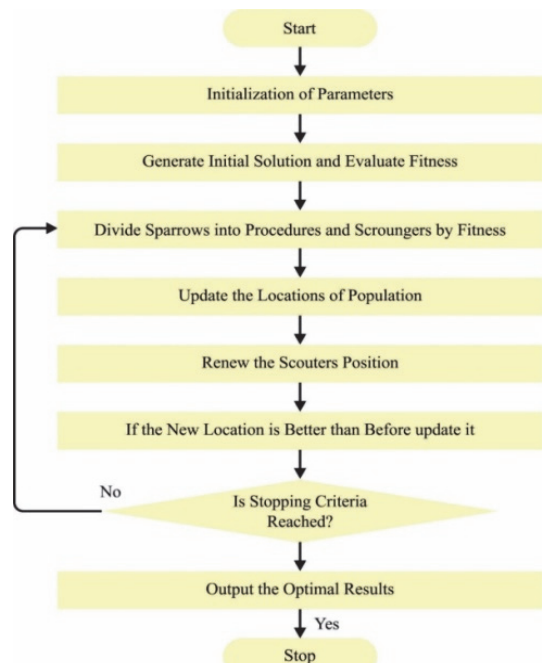 Start
Initialization of Parameters
Generate Initial Solution and Evaluate Fitness
Divide Sparrows into Procedures and Scroungers by Fitness
Update the Locations of Population
Renew the Scouters Position
If the New Location is Better than Before update it
No
Is Stopping Criteria
Reached?
Output the Optimal Results
Yes
Stop